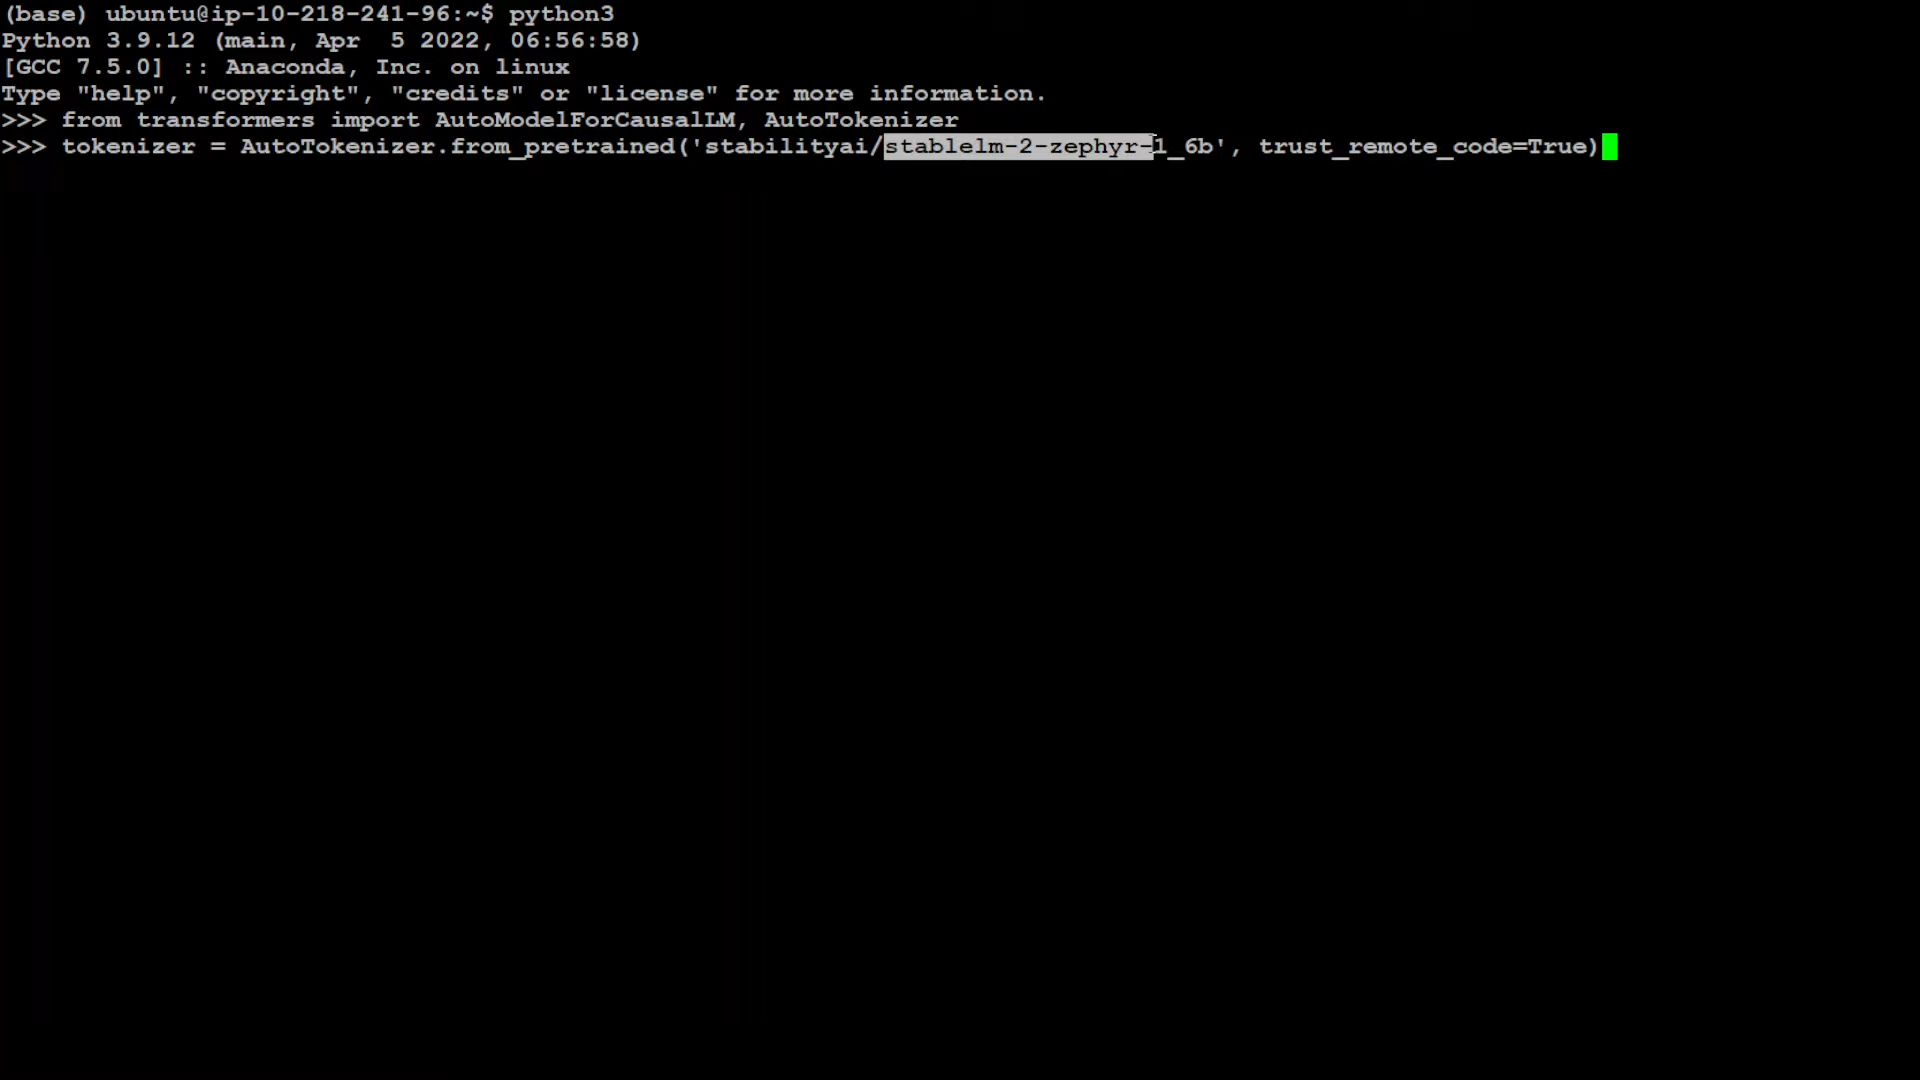 (base) ubuntu@ip-10-218-241-96:~$ python3
Python 3.9.12 (main, Apr  5 2022, 06:56:58)
[GCC 7.5.0] :: Anaconda, Inc. on linux
Type "help", "copyright", "credits" or "license" for more information.
>>> from transformers import AutoModelForCausalLM, AutoTokenizer
>>> tokenizer = AutoTokenizer.from_pretrained('stabilityai/stablelm-2-zephyr-1_6b', trust_remote_code=True)